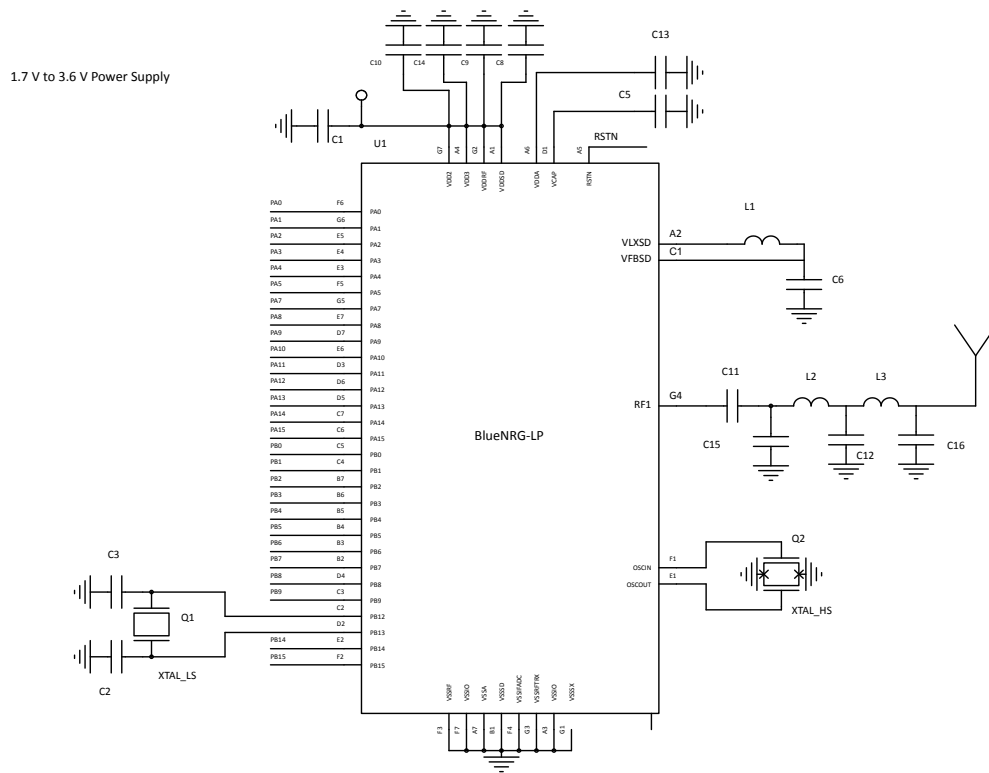 C13
C10 C14 C9 C8
1.7 V to 3.6 V Power Supply
C5
C1
U1
RSTN
G7 A4 G2 A1 A6 D1 A5
VDD2 VDD3 VDDRF VDDSD VDDA VCAP RSTN
PA0 F6 PA0
PA1 G6 PA1
PA2 E5 PA2
PA3 E4 PA3
PA4 E3 PA4
PA5 F5 PA5
PA7 G5 PA7
PA8 E7 PA8
PA9 D7 PA9
PA10 E6 PA10
PA11 D3 PA11
PA12 D6 PA12
PA13 D5 PA13
PA14 C7 PA14
PA15 C6 PA15
PB0 C5 PB0
PB1 C4 PB1
PB2 B7 PB2
PB3 B6 PB3
PB4 B5 PB4
PB5 B4 PB5
PB6 B3 PB6
PB7 B2 PB7
PB8 D4 PB8
PB9 C3 PB9
C2 PB12
D2 PB13
PB14 E2 PB14
PB15 F2 PB15
L1
VLXSD A2
VFBSD C1
C6
C11 L2 L3
RF1 G4
C15 C12 C16
BlueNRG-LP
Q2
OSCIN F1
OSCOUT E1
XTAL_HS
C3
Q1
C2
XTAL_LS
VSSRF VSSIO VSSA VSSSD VSSIFADC VSSRFTRX VSSIO VSSSX
F3 F7 A7 B1 F4 G3 A3 G1